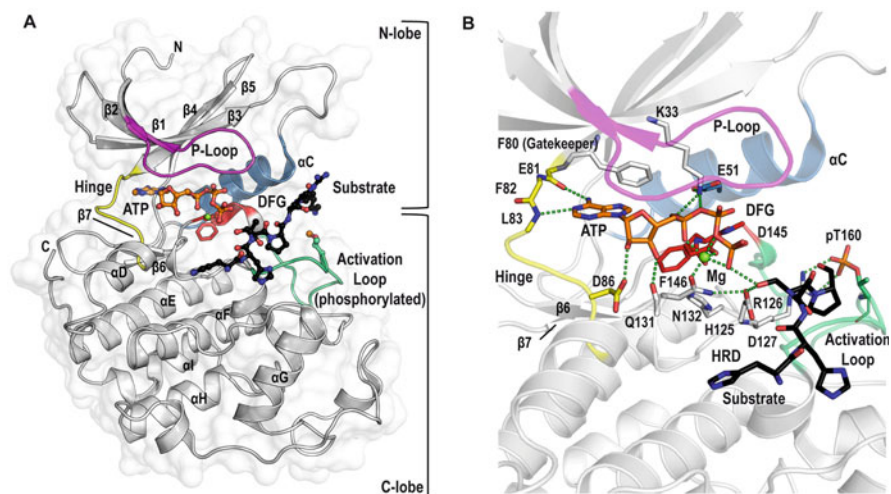 A
N-lobe
N
β5
β4
β2
β3
β1
P-Loop
αC
Hinge
DFG
Substrate
ATP
β7
C
β6
αD
Activation
Loop
(phosphorylated)
αE
αF
αI
αG
αH
C-lobe
B
K33
P-Loop
F80 (Gatekeeper)
αC
E81
E51
F82
DFG
L83
ATP
D145
pT160
Mg
Hinge
D86
F146
β6
R126
Q131
N132
H125
β7
D127
Activation
Loop
HRD
Substrate